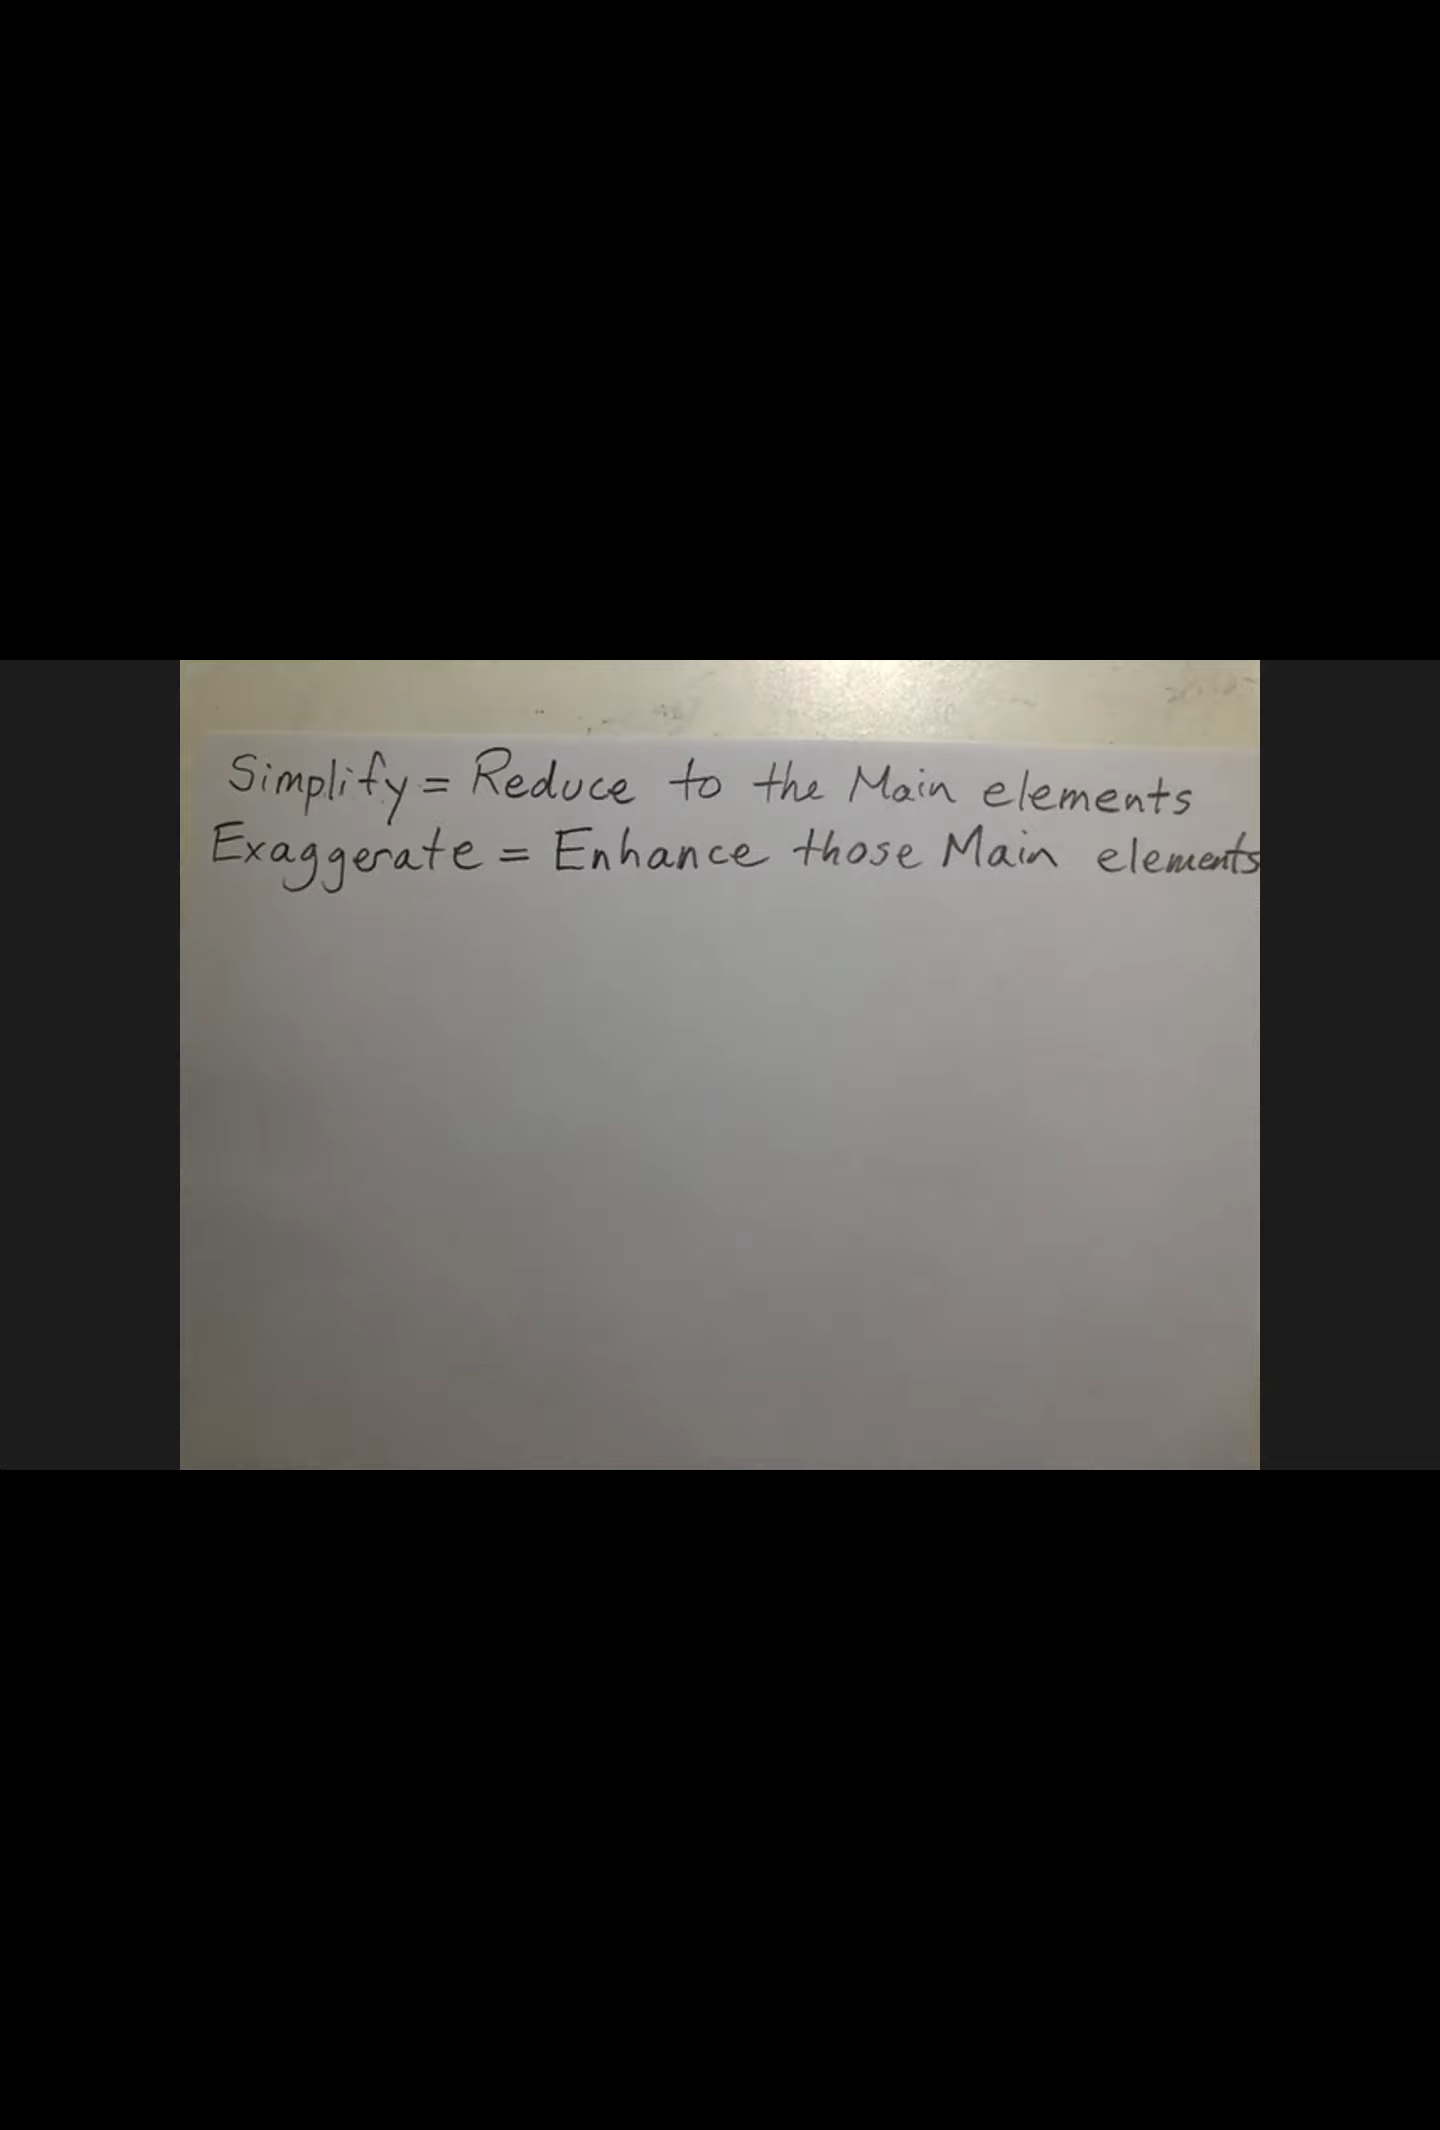 Simplify = Reduce to the Main elements
Exaggerate = Enhance those Main elements